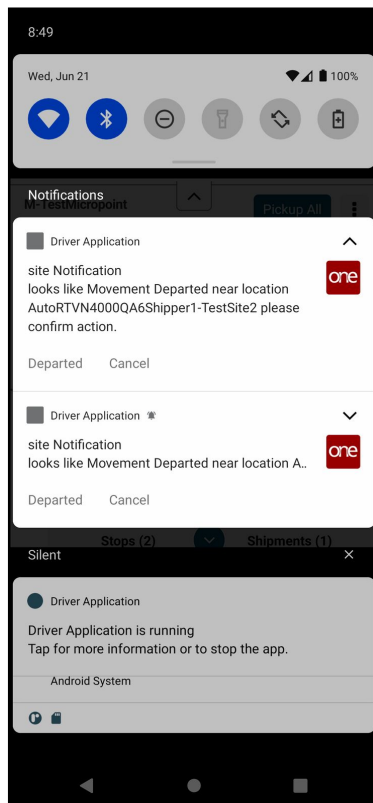 8:49
Wed, Jun 21
100%
Notifications
M-TestMicropoint
Pickup All
Driver Application
site Notification
one
looks like Movement Departed near location
AutoRTVN4000QA6Shipper1-TestSite2 please
confirm action.
Departed Cancel
Driver Application
site Notification
one
looks like Movement Departed near location A..
Departed Cancel
Stops (2) Shipments (1)
Silent
Driver Application
Driver Application is running
Tap for more information or to stop the app.
Android System